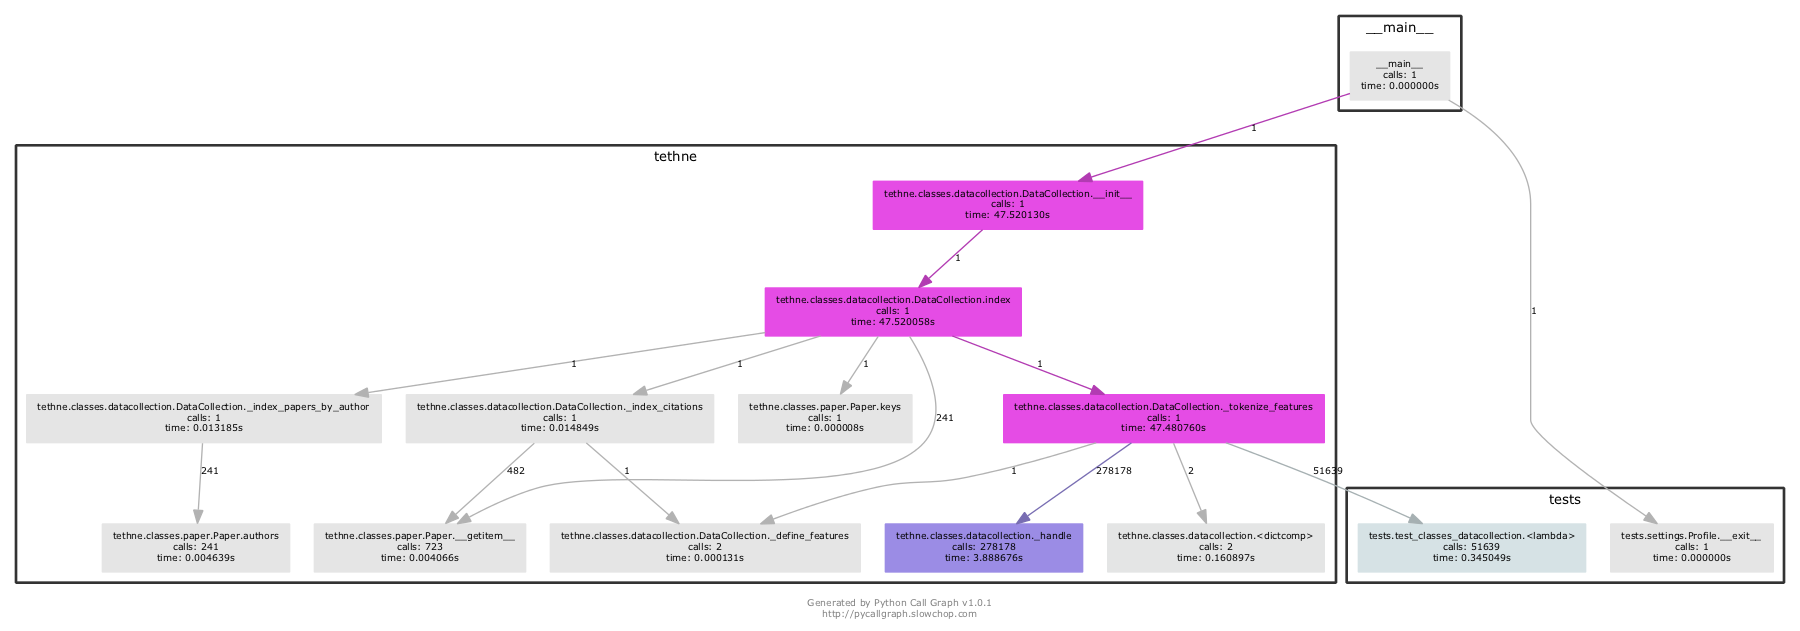 __main__
__main__
calls: 1
time: 0.000000s
1
tethne
tethne.classes.datacollection.DataCollection.__init__
calls: 1
time: 47.520130s
1
tethne.classes.datacollection.DataCollection.index
calls: 1
time: 47.520058s
1
1
1
1
1
241
tethne.classes.datacollection.DataCollection._index_papers_by_author
calls: 1
time: 0.013185s
tethne.classes.datacollection.DataCollection._index_citations
calls: 1
time: 0.014849s
tethne.classes.paper.Paper.keys
calls: 1
time: 0.000008s
tethne.classes.datacollection.DataCollection._tokenize_features
calls: 1
time: 47.480760s
241
482
1
1
278178
2
51639
tests
tethne.classes.paper.Paper.authors
calls: 241
time: 0.004639s
tethne.classes.paper.Paper.__getitem__
calls: 723
time: 0.004066s
tethne.classes.datacollection.DataCollection._define_features
calls: 2
time: 0.000131s
tethne.classes.datacollection._handle
calls: 278178
time: 3.888676s
tethne.classes.datacollection.<dictcomp>
calls: 2
time: 0.160897s
tests.test_classes_datacollection.<lambda>
calls: 51639
time: 0.345049s
tests.settings.Profile.__exit__
calls: 1
time: 0.000000s
Generated by Python Call Graph v1.0.1
http://pycallgraph.slowchop.com